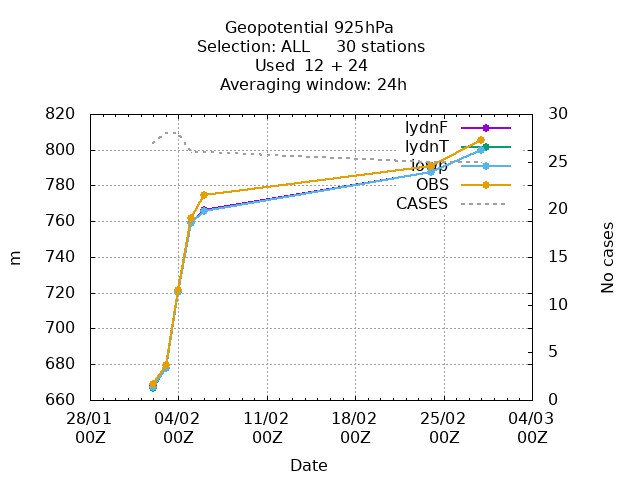 Geopotential 925hPa
Selection: ALL     30 stations
Used  12 + 24
Averaging window: 24h
820
800
780
760
740
720
700
680
660
m
30
25
20
15
10
5
0
No cases
lydnF
lydnT
OBS
CASES
28/01 00Z
04/02 00Z
11/02 00Z
18/02 00Z
25/02 00Z
04/03 00Z
Date